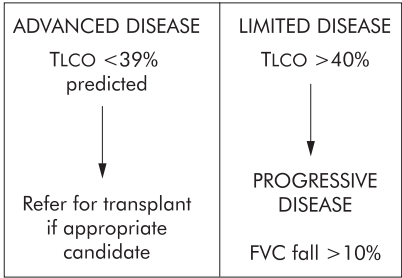 ADVANCED DISEASE
TLCO <39%
predicted
Refer for transplant
if appropriate
candidate
LIMITED DISEASE
TLCO >40%
PROGRESSIVE
DISEASE
FVC fall >10%